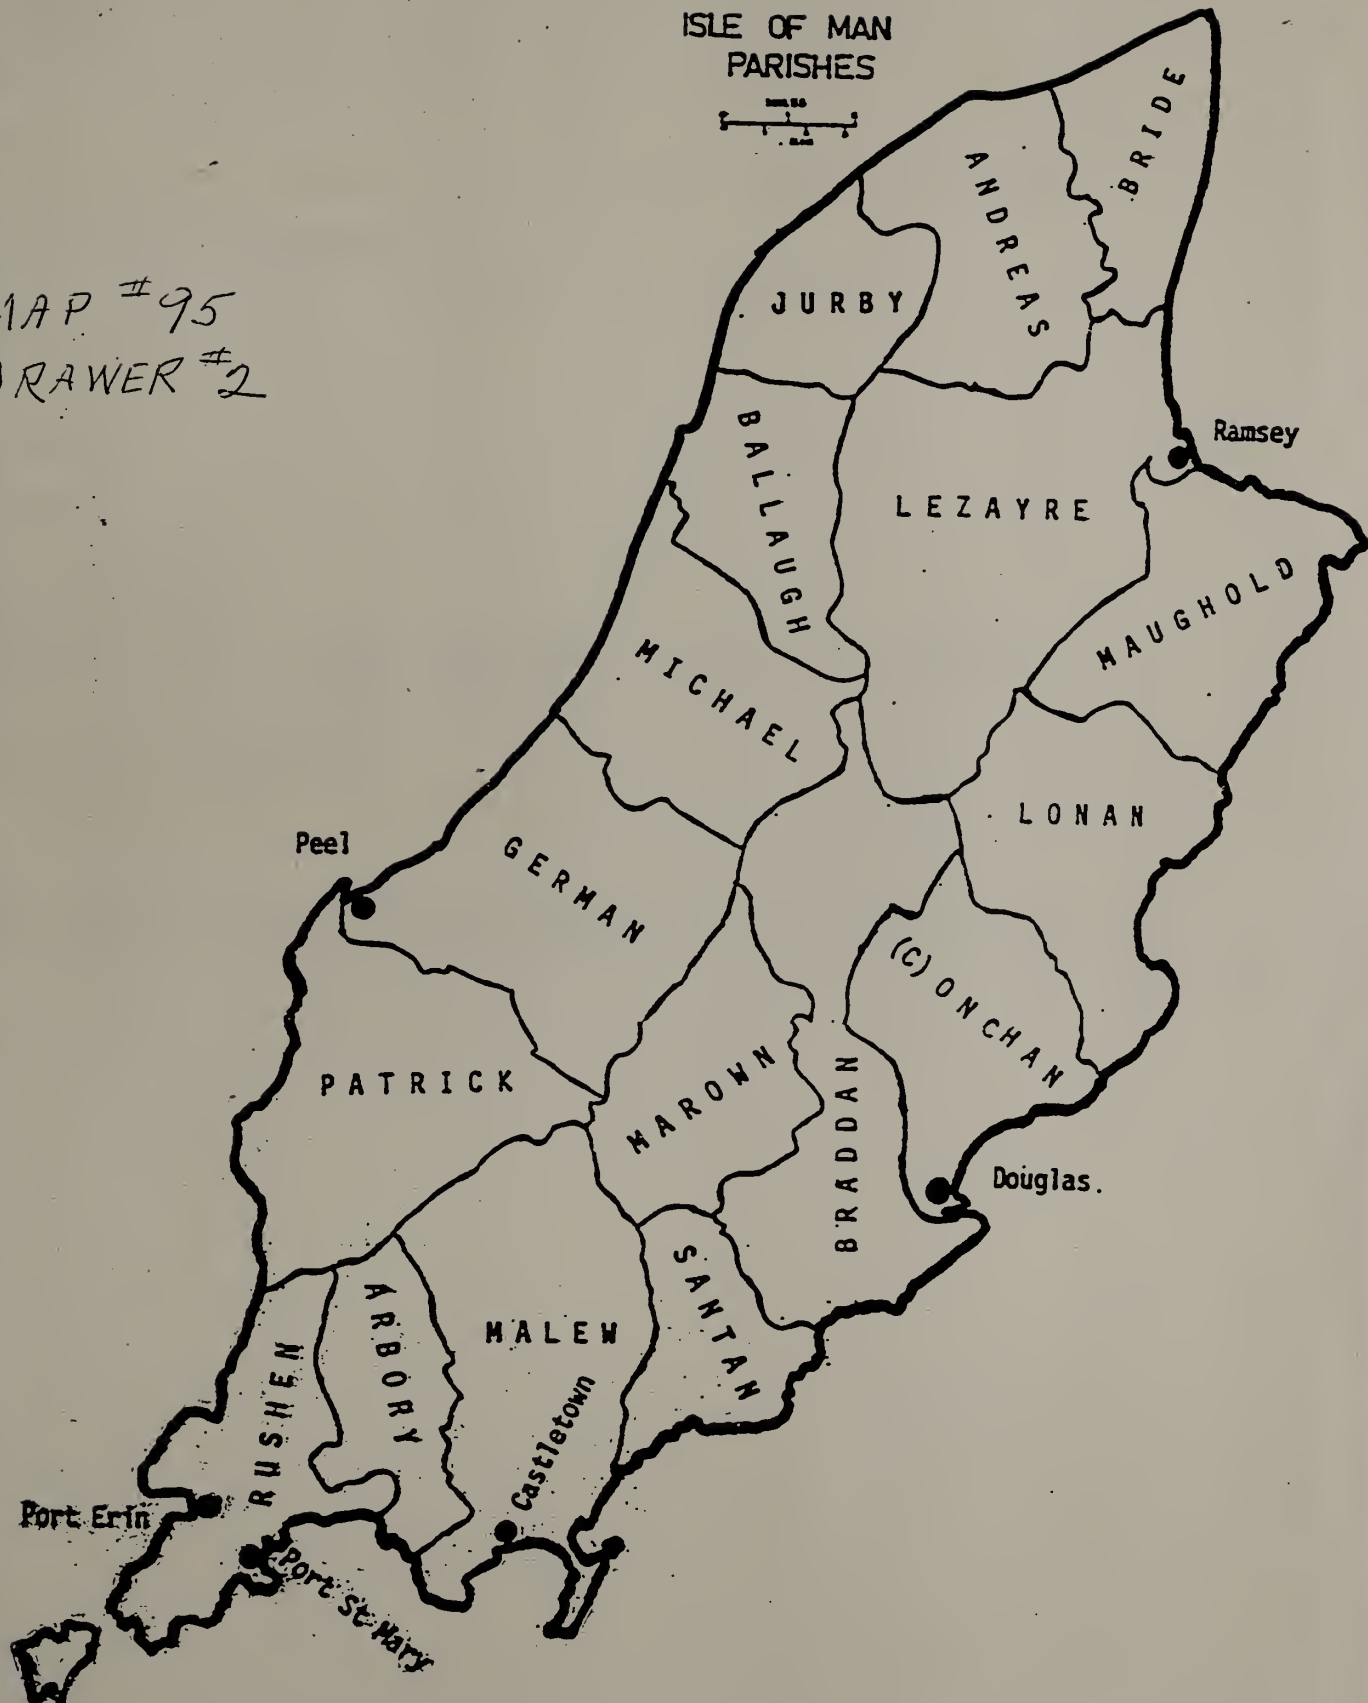 ISLE OF MAN
PARISHES
MAP #95
DRAWER #2
BRIDE
ANDREAS
JURBY
Ramsey
BALLAUGH
LEZAYRE
MAUGHOLD
MICHAEL
LONAN
Peel
GERMAN
(C)ONCHAN
PATRICK
MAROWN
BRADDAN
Douglas.
SANTAN
ARBORY
MALEW
RUSHEN
Castletown
Port Erin
Port St Mary